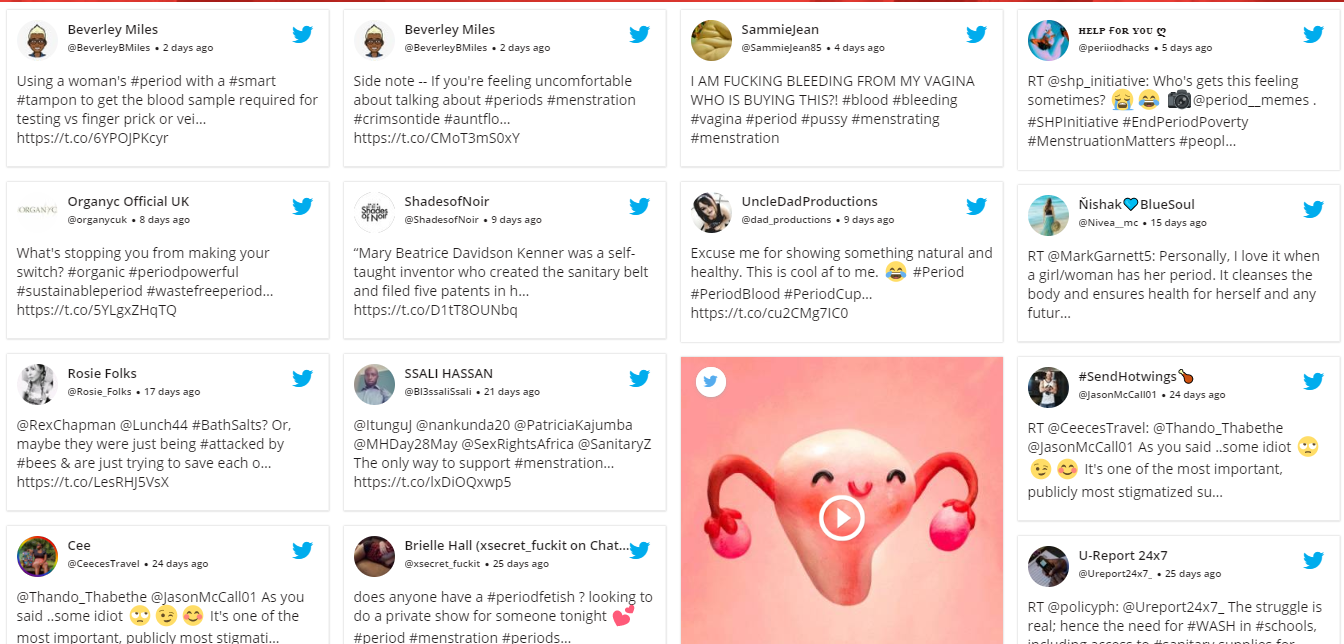 Beverley Miles
@BeverleyBMiles • 2 days ago
Using a woman's #period with a #smart
#tampon to get the blood sample required for
testing vs finger prick or vei...
https://t.co/6YPOJPKcyr
Organyc Official UK
@organycuk • 8 days ago
ORGAN?C
What's stopping you from making your
switch? #organic #periodpowerful
#sustainableperiod #wastefreeperiod...
https://t.co/5YLgxZHqTQ
Rosie Folks
@Rosie_Folks • 17 days ago
@RexChapman @Lunch44 #BathSalts? Or,
maybe they were just being #attacked by
#bees & are just trying to save each o...
https://t.co/LesRHJ5VsX
Cee
@CeecesTravel • 24 days ago
@Thando_Thabethe @JasonMcCall01 As you
said ..some idiot 🙄 😉 😊 It's one of the
most important, publicly most stigmati...
Beverley Miles
@BeverleyBMiles • 2 days ago
Side note -- If you're feeling uncomfortable
about talking about #periods #menstration
#crimsontide #auntflo...
https://t.co/CMoT3mS0xY
ShadesofNoir
@ShadesofNoir • 9 days ago
Shades
of Noir
“Mary Beatrice Davidson Kenner was a self-
taught inventor who created the sanitary belt
and filed five patents in h...
https://t.co/D1tT8OUNbq
SSALI HASSAN
@Bl3ssaliSsali • 21 days ago
@ItunguJ @nankunda20 @PatriciaKajumba
@MHDay28May @SexRightsAfrica @SanitaryZ
The only way to support #menstration...
https://t.co/lxDiOQxwp5
Brielle Hall (xsecret_fuckit on Chat...
@xsecret_fuckit • 25 days ago
does anyone have a #periodfetish ? looking to
do a private show for someone tonight 💕
#period #menstration #periods...
SammieJean
@SammieJean85 • 4 days ago
I AM FUCKING BLEEDING FROM MY VAGINA
WHO IS BUYING THIS?! #blood #bleeding
#vagina #period #pussy #menstrating
#menstration
UncleDadProductions
@dad_productions • 9 days ago
Excuse me for showing something natural and
healthy. This is cool af to me. 😂 #Period
#PeriodBlood #PeriodCup...
https://t.co/cu2CMg7IC0
ʜᴇʟᴘ ғᴏʀ ʏᴏᴜ ღ
@periiodhacks • 5 days ago
RT @shp_initiative: Who's gets this feeling
sometimes? 😭 😂 📷@period__memes .
#SHPInitiative #EndPeriodPoverty
#MenstruationMatters #peopl...
Ñishak💙BlueSoul
@Nivea__mc • 15 days ago
RT @MarkGarnett5: Personally, I love it when
a girl/woman has her period. It cleanses the
body and ensures health for herself and any
futur...
#SendHotwings🍗
@JasonMcCall01 • 24 days ago
RT @CeecesTravel: @Thando_Thabethe
@JasonMcCall01 As you said ..some idiot 🙄
😉 😊 It's one of the most important,
publicly most stigmatized su...
U-Report 24x7
@Ureport24x7_ • 25 days ago
RT @policyph: @Ureport24x7_ The struggle is
real; hence the need for #WASH in #schools,
including access to #sanitary supplies for